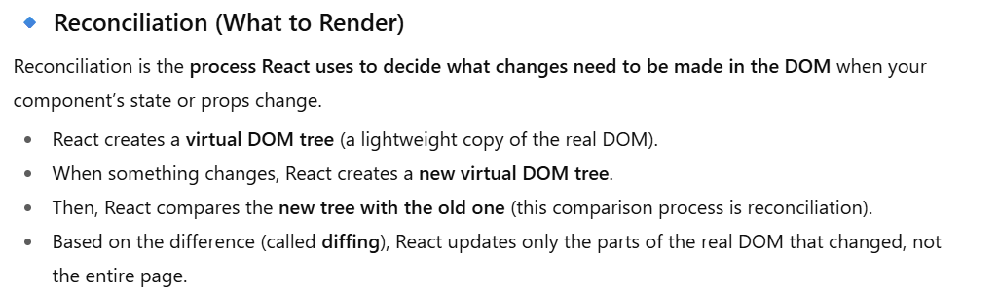 Reconciliation (What to Render)
Reconciliation is the process React uses to decide what changes need to be made in the DOM when your
component’s state or props change.
• React creates a virtual DOM tree (a lightweight copy of the real DOM).
• When something changes, React creates a new virtual DOM tree.
• Then, React compares the new tree with the old one (this comparison process is reconciliation).
• Based on the difference (called diffing), React updates only the parts of the real DOM that changed, not
the entire page.